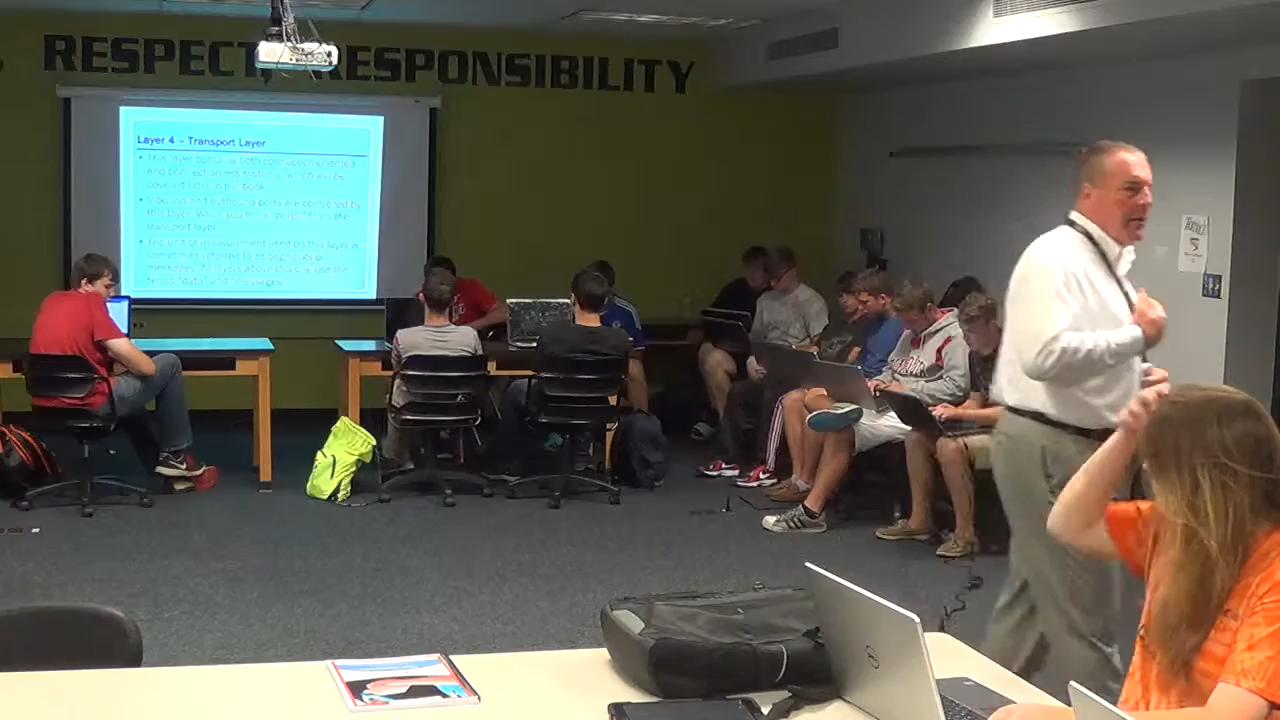 RESPECT RESPONSIBILITY
Layer 4 – Transport Layer
• This layer contains both connection-oriented
and connectionless systems, which will be
covered later in the book.
• Inbound and outbound ports are controlled by
this layer. When you think "ports," think the
transport layer.
• The unit of measurement used on this layer is
sometimes referred to as segments or
messages. All layers above this one use the
terms "data" and "messages."
DELL